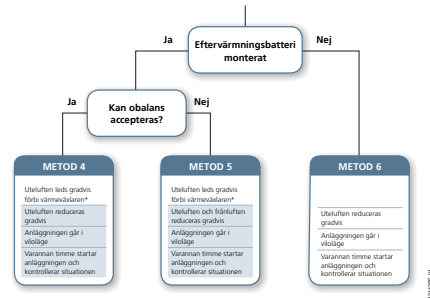 Eftervärmningsbatteri
monterat
Ja
Nej
Kan obalans
accepteras?
Ja
Nej
METOD 4
Uteluften leds gradvis
förbi värmeväxlaren*
Uteluften reduceras
gradvis
Anläggningen går i
viloläge
Varannan timme startar
anläggningen och
kontrollerar situationen
METOD 5
Uteluften leds gradvis
förbi värmeväxlaren*
Uteluften och frånluften
reduceras gradvis
Anläggningen går i
viloläge
Varannan timme startar
anläggningen och
kontrollerar situationen
METOD 6
Uteluften reduceras
gradvis
Anläggningen går i
viloläge
Varannan timme startar
anläggningen och
kontrollerar situationen